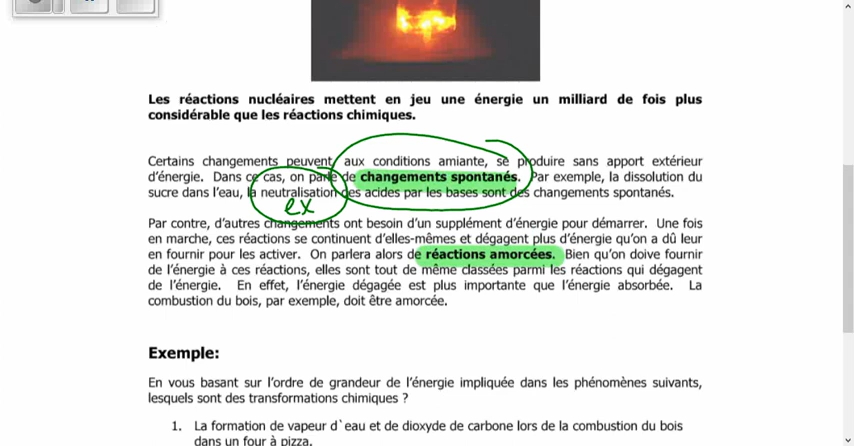 Les réactions nucléaires mettent en jeu une énergie un milliard de fois plus
considérable que les réactions chimiques.
Certains changements peuvent, aux conditions amiante, se produire sans apport extérieur
d'énergie. Dans ce cas, on parle de changements spontanés. Par exemple, la dissolution du
sucre dans l'eau, la neutralisation des acides par les bases sont des changements spontanés.
ex
Par contre, d'autres changements ont besoin d'un supplément d'énergie pour démarrer. Une fois
en marche, ces réactions se continuent d'elles-mêmes et dégagent plus d'énergie qu'on a dû leur
en fournir pour les activer. On parlera alors de réactions amorcées. Bien qu'on doive fournir
de l'énergie à ces réactions, elles sont tout de même classées parmi les réactions qui dégagent
de l'énergie. En effet, l'énergie dégagée est plus importante que l'énergie absorbée. La
combustion du bois, par exemple, doit être amorcée.
Exemple:
En vous basant sur l'ordre de grandeur de l'énergie impliquée dans les phénomènes suivants,
lesquels sont des transformations chimiques ?
1. La formation de vapeur d`eau et de dioxyde de carbone lors de la combustion du bois
dans un four à pizza.